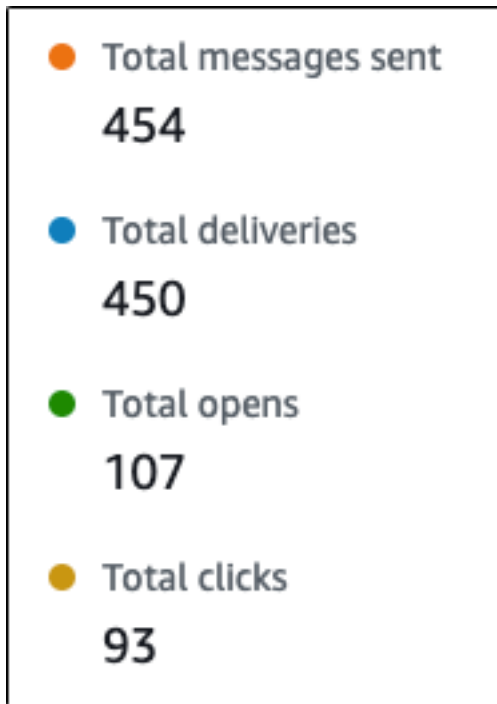 Total messages sent
454
Total deliveries
450
Total opens
107
Total clicks
93